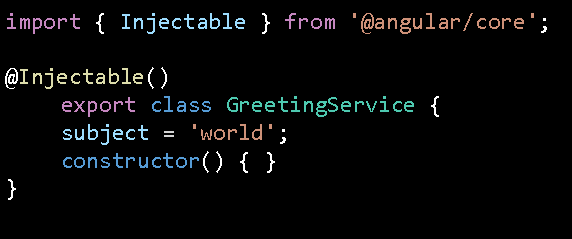 import { Injectable } from '@angular/core';

@Injectable()
    export class GreetingService {
    subject = 'world';
    constructor() { }
}